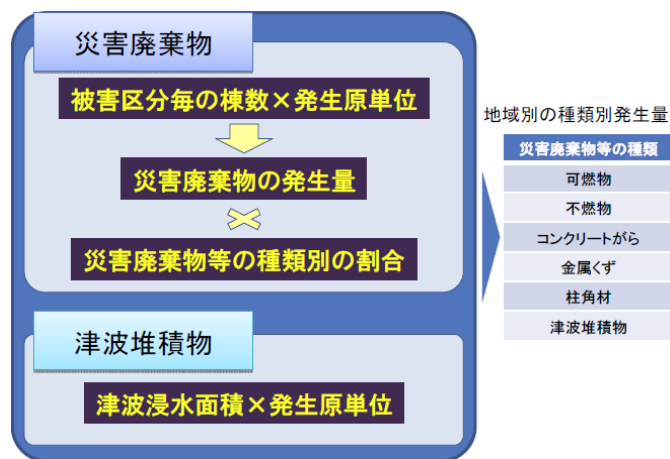 災害廃棄物
被害区分毎の棟数×発生原単位
災害廃棄物の発生量
災害廃棄物等の種類別の割合
津波堆積物
津波浸水面積×発生原単位
地域別の種類別発生量
災害廃棄物等の種類
可燃物
不燃物
コンクリートがら
金属くず
柱角材
津波堆積物